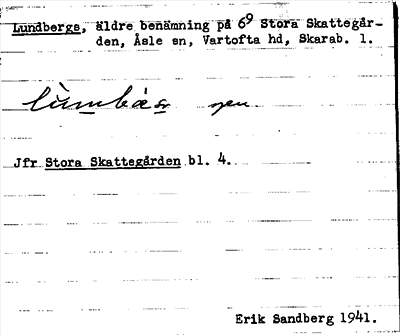 Lundbergs, äldre benämning på 6⁹ Stora Skattegår-
den, Åsle sn, Vartofta hd, Skarab. l.
lùmbás
Jfr Stora Skattegården bl. 4.
Erik Sandberg 1941.